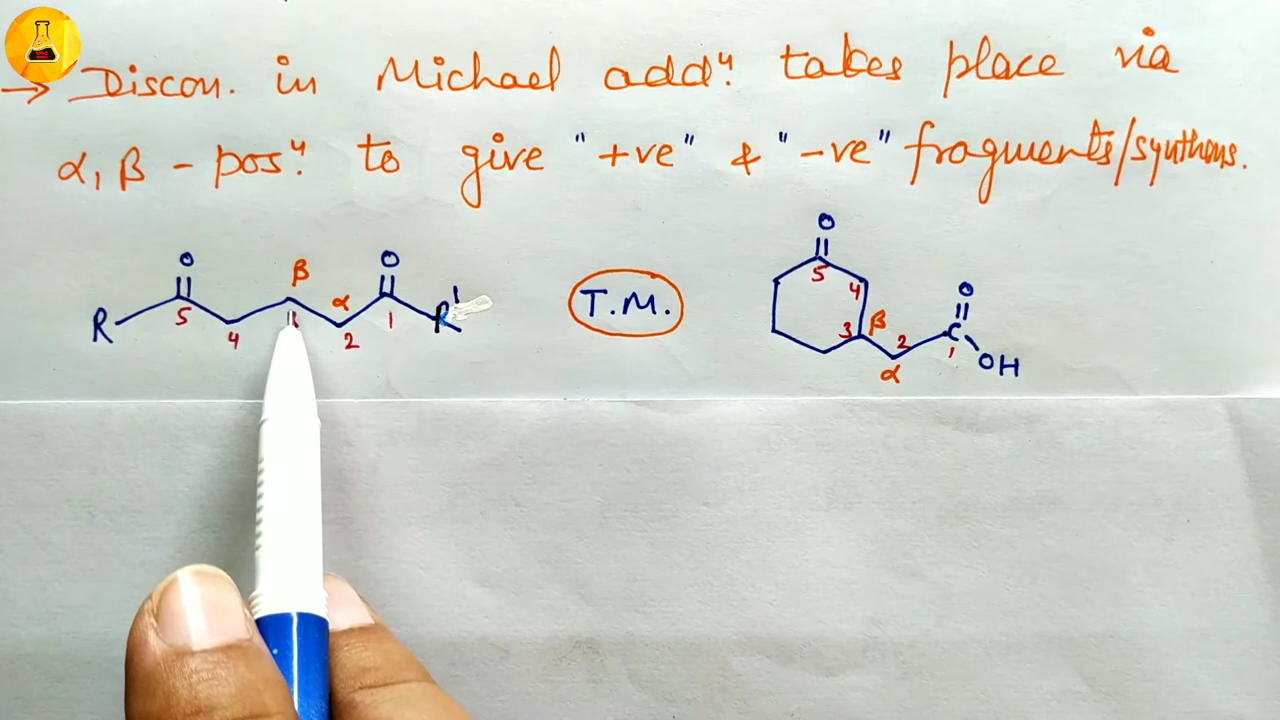 → Discon. in Michael addⁿ. takes place via
α, β - posⁿ. to give "+ve" & "-ve" fragments/synthons.
R O 5 4 β 3 α 2 O 1 R'
T.M.
O 5 4 3 β 2 α O C 1 OH